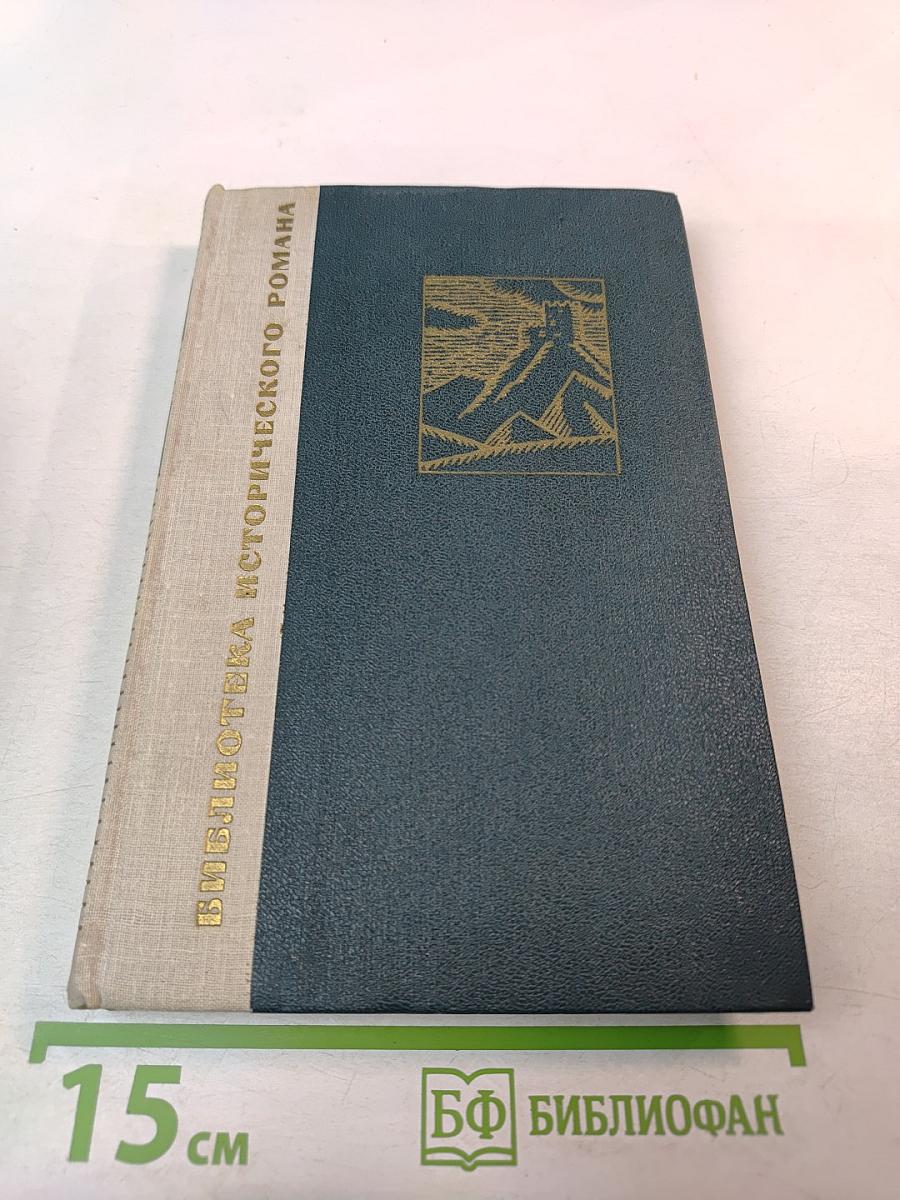 БИБЛИОТЕКА ИСТОРИЧЕСКОГО РОМАНА
15 см
БФ БИБЛИОФАН